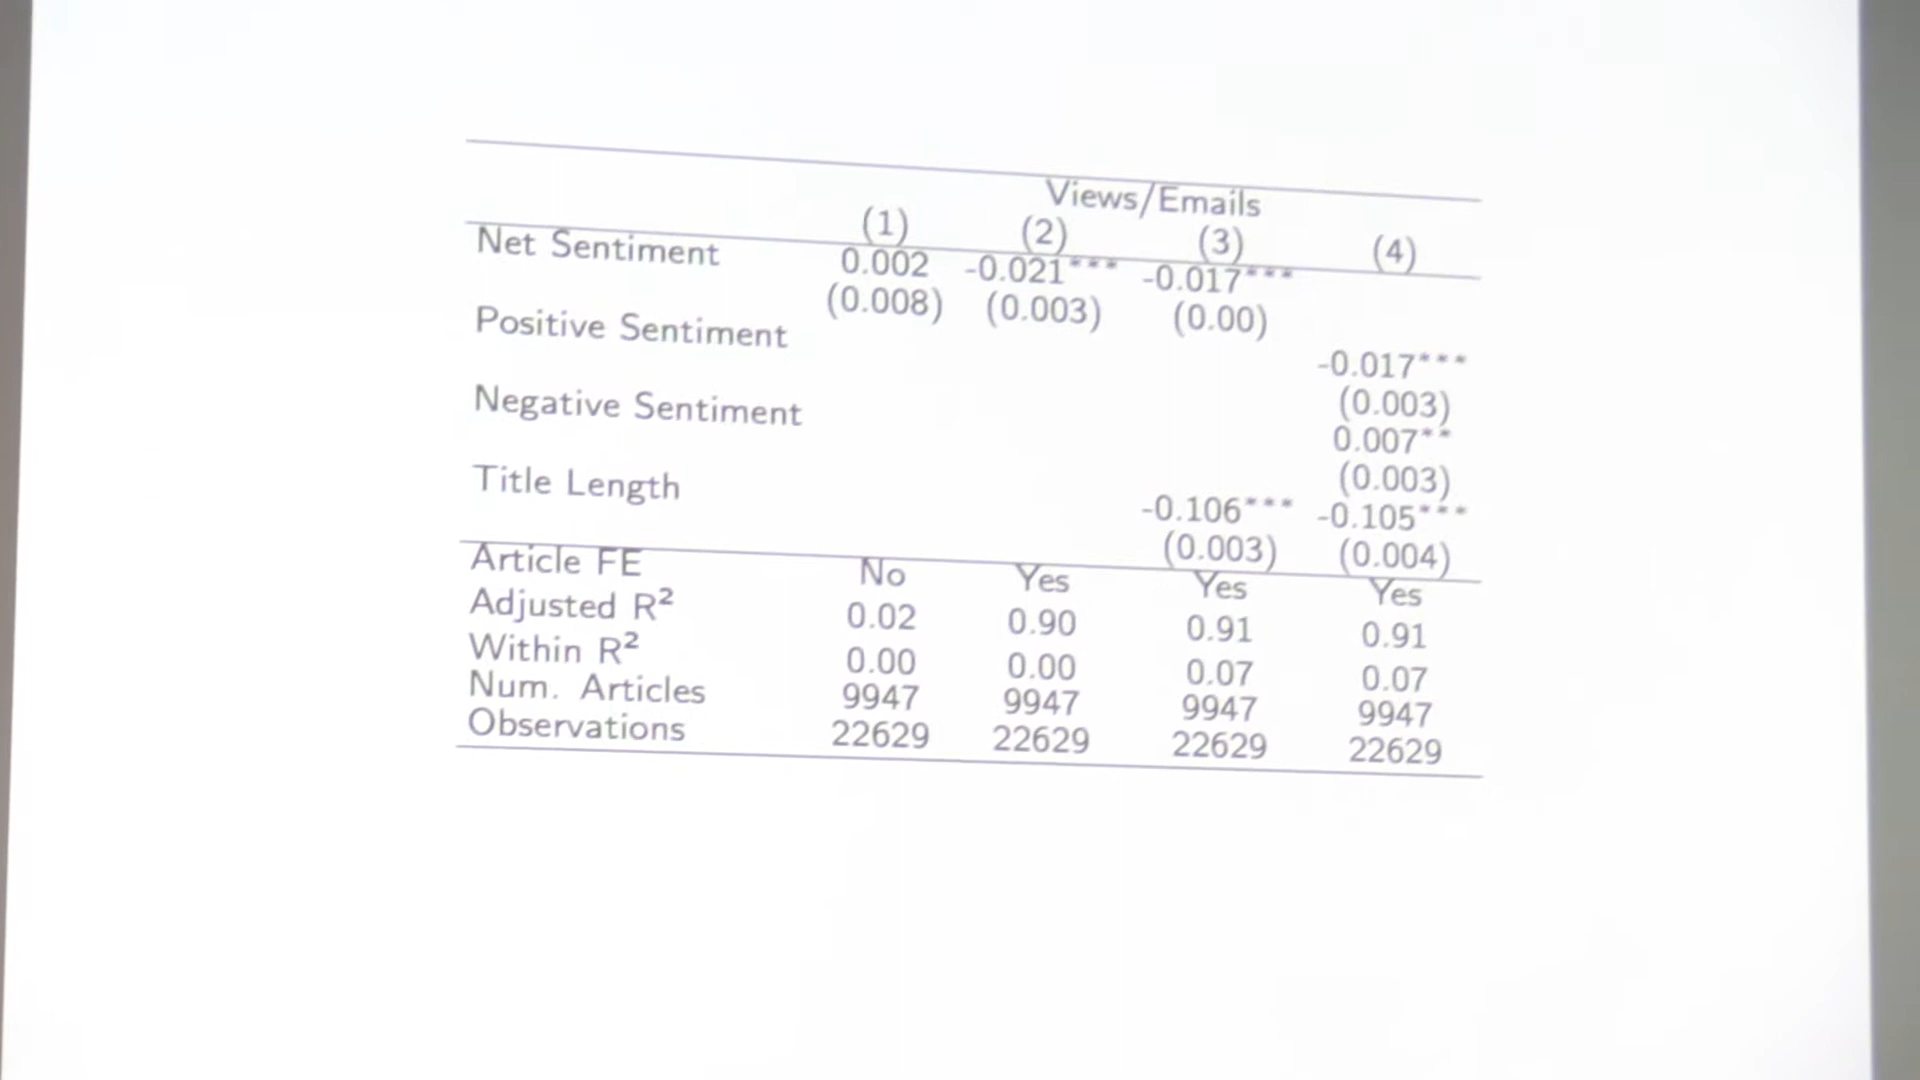 Views/Emails
(1) (2) (3) (4)
Net Sentiment 0.002 -0.021*** -0.017***
(0.008) (0.003) (0.00)
Positive Sentiment -0.017***
(0.003)
Negative Sentiment 0.007**
(0.003)
Title Length -0.106*** -0.105***
(0.003) (0.004)
Article FE No Yes Yes Yes
Adjusted R² 0.02 0.90 0.91 0.91
Within R² 0.00 0.00 0.07 0.07
Num. Articles 9947 9947 9947 9947
Observations 22629 22629 22629 22629